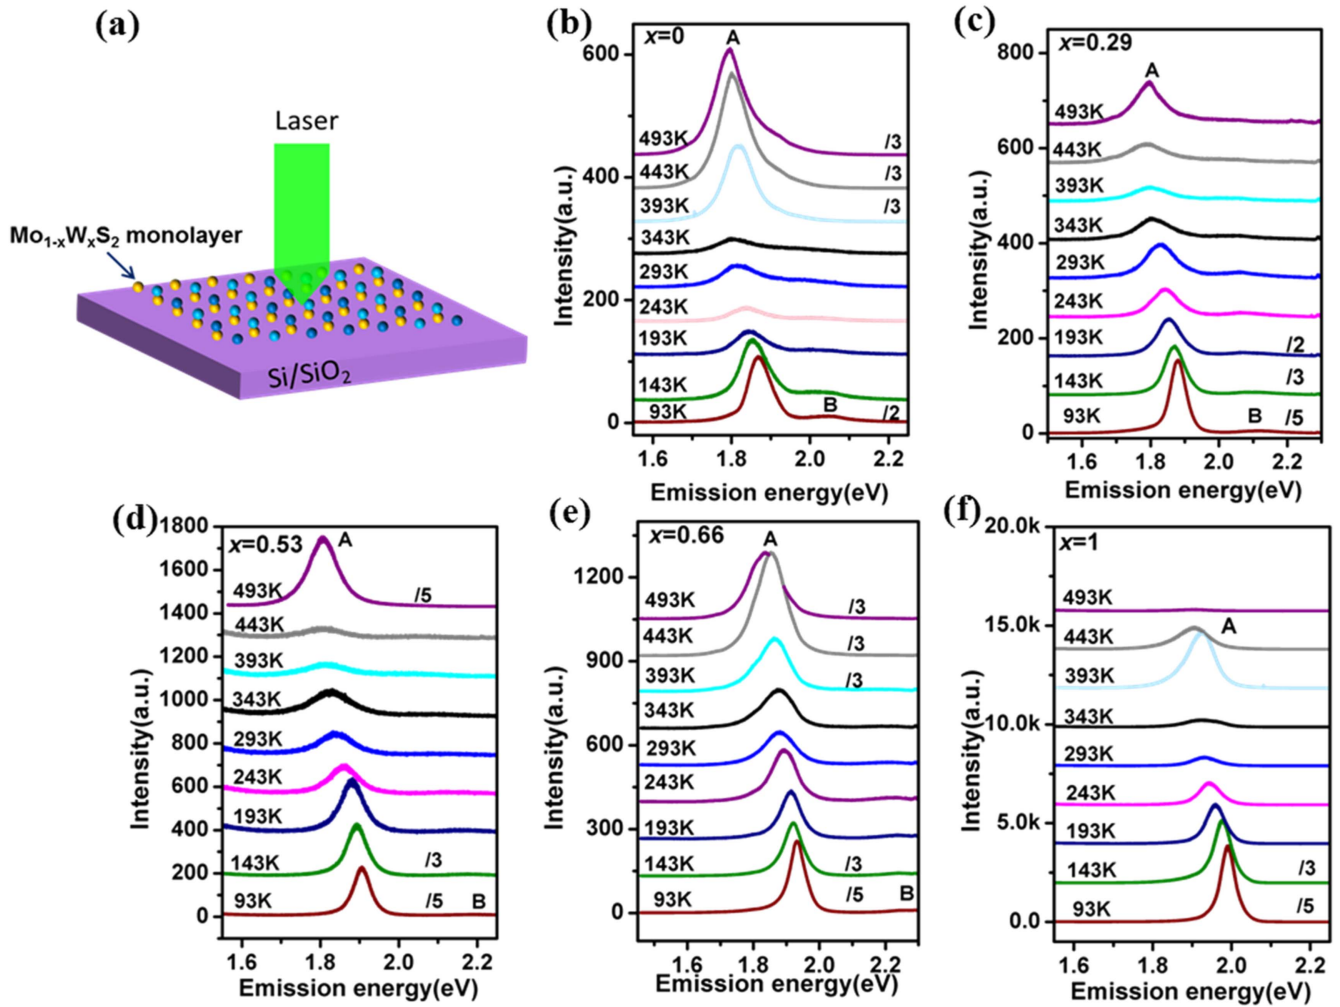 (a)
Laser
Mo1-xWxS2 monolayer
Si/SiO2
(b)
x=0
A
600
400
200
0
493K
443K
393K
343K
293K
243K
193K
143K
93K
/3
/3
/3
B
/2
1.6 1.8 2.0 2.2
Intensity(a.u.)
Emission energy(eV)
(c)
x=0.29
A
800
600
400
200
0
493K
443K
393K
343K
293K
243K
193K
143K
93K
/2
/3
B
/5
1.6 1.8 2.0 2.2
Intensity(a.u.)
Emission energy(eV)
(d)
x=0.53
A
1800
1600
1400
1200
1000
800
600
400
200
0
493K
443K
393K
343K
293K
243K
193K
143K
93K
/5
/3
/5
B
1.6 1.8 2.0 2.2
Intensity(a.u.)
Emission energy(eV)
(e)
x=0.66
A
1200
900
600
300
0
493K
443K
393K
343K
293K
243K
193K
143K
93K
/3
/3
/3
/3
/5
B
1.6 1.8 2.0 2.2
Intensity(a.u.)
Emission energy(eV)
(f)
x=1
A
20.0k
15.0k
10.0k
5.0k
0.0
493K
443K
393K
343K
293K
243K
193K
143K
93K
/3
/5
1.6 1.8 2.0 2.2
Intensity(a.u.)
Emission energy(eV)